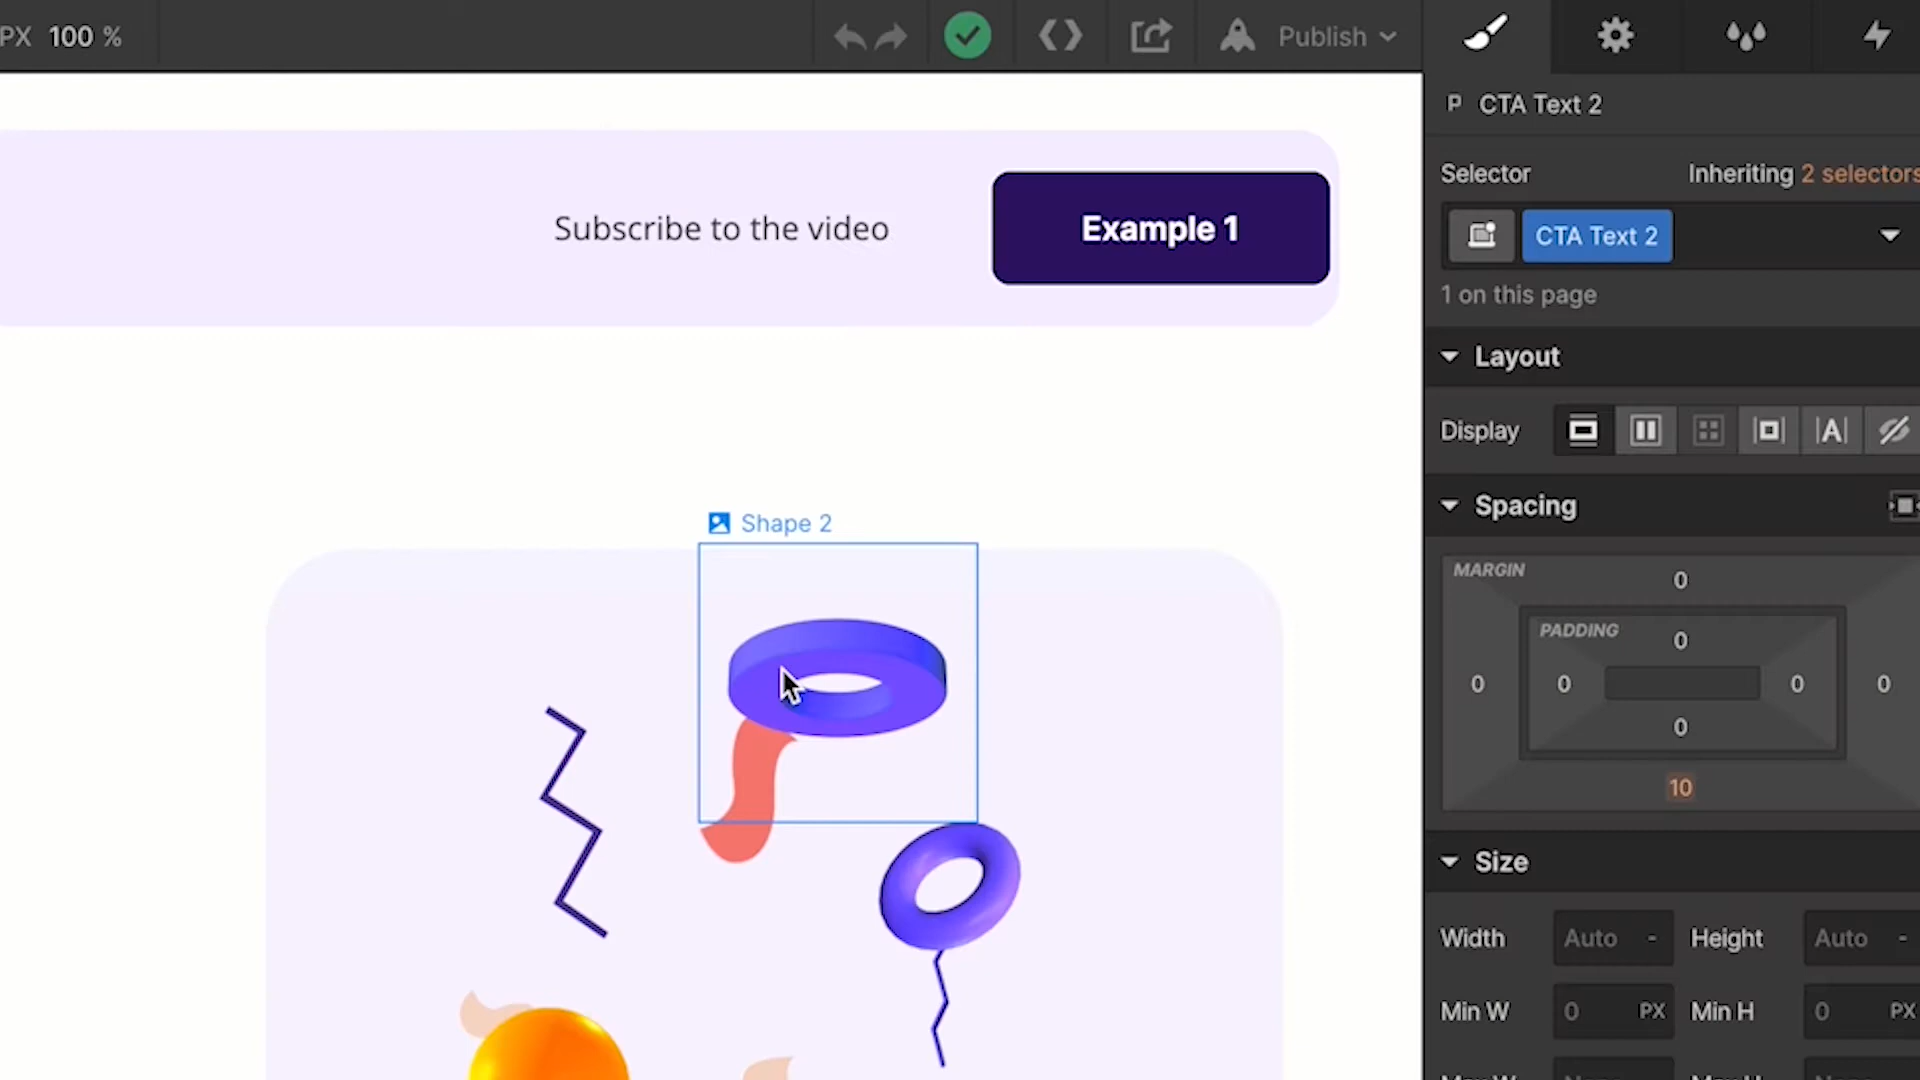 PX 100 %
Publish
P CTA Text 2
Selector Inheriting 2 selectors
CTA Text 2
1 on this page
Subscribe to the video
Example 1
Layout
Display
A
Spacing
MARGIN
0
PADDING
0
0 0 0 0
0
10
Shape 2
Size
Width Auto - Height Auto -
Min W 0 PX Min H 0 PX